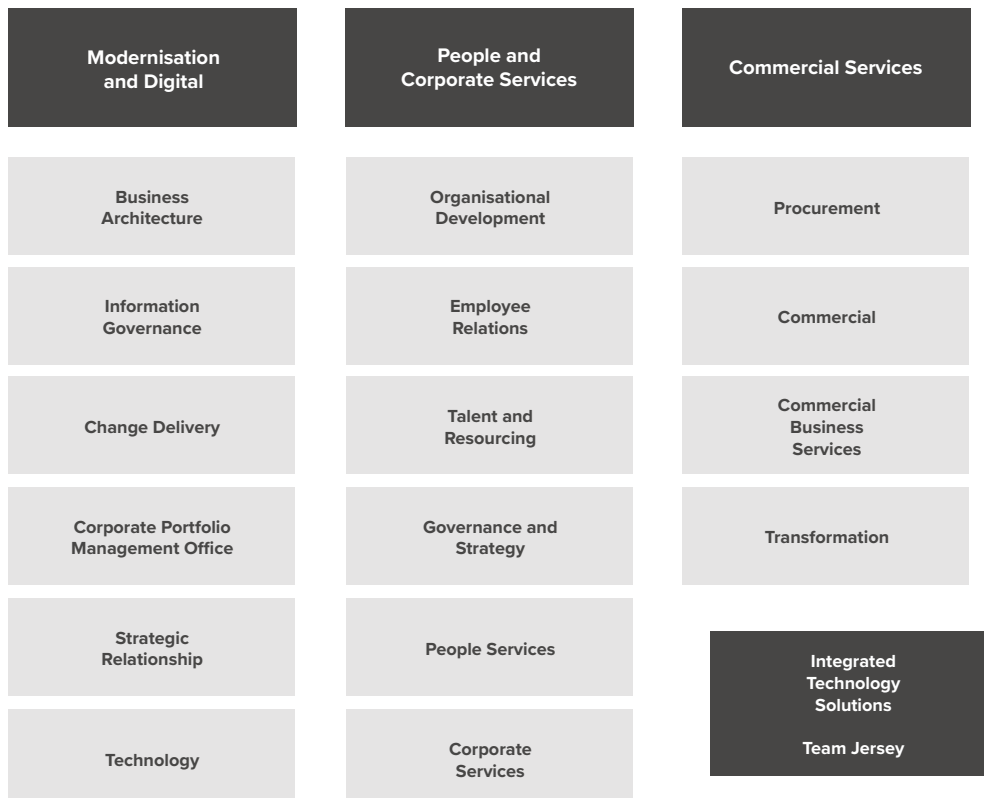 Modernisation
and Digital
Business
Architecture
Information
Governance
Change Delivery
Corporate Portfolio
Management Office
Strategic
Relationship
Technology
People and
Corporate Services
Organisational
Development
Employee
Relations
Talent and
Resourcing
Governance and
Strategy
People Services
Corporate
Services
Commercial Services
Procurement
Commercial
Commercial
Business
Services
Transformation
Integrated
Technology
Solutions
Team Jersey